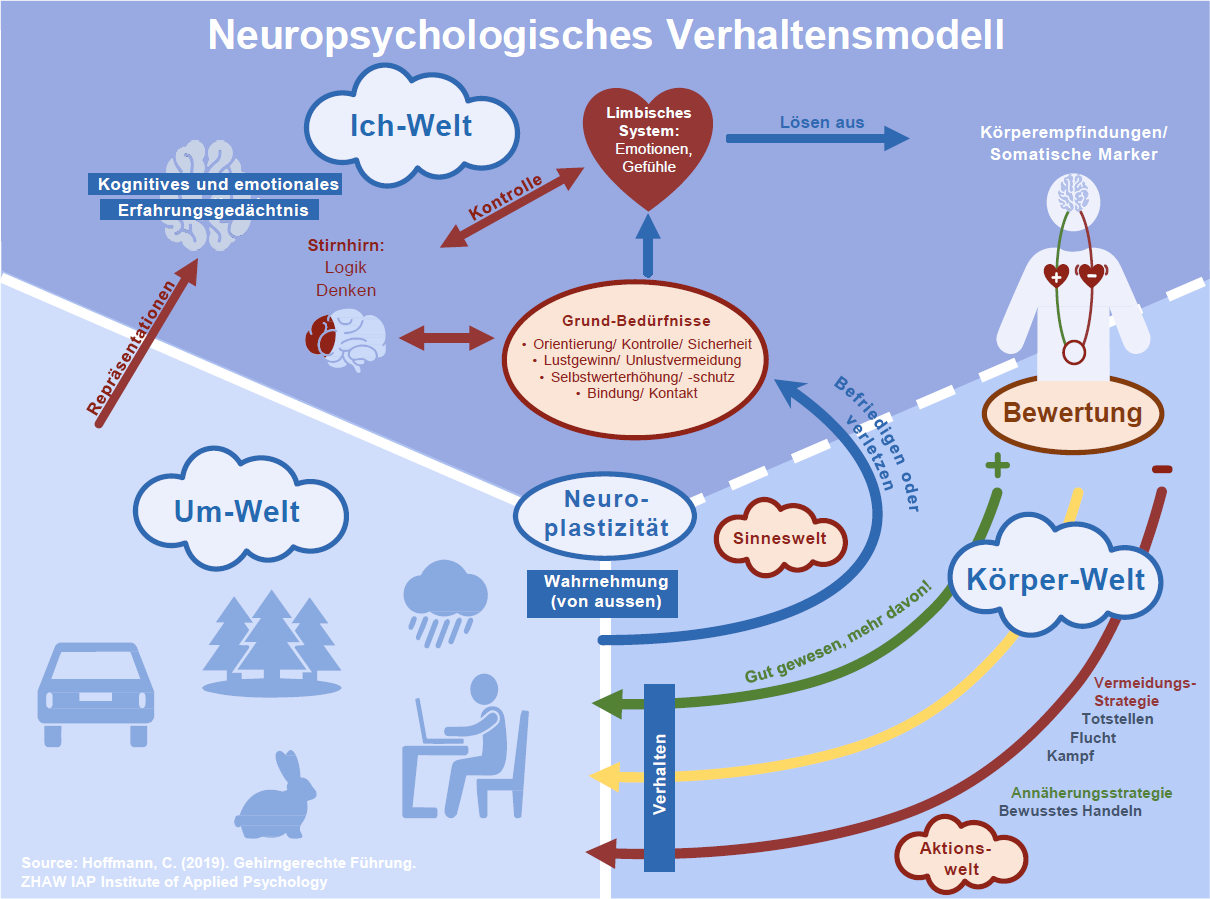 Neuropsychologisches Verhaltensmodell
Ich-Welt
Limbisches
System:
Emotionen,
Gefühle
Lösen aus
Körperempfindungen/
Somatische Marker
Kognitives und emotionales
Erfahrungsgedächtnis
Kontrolle
Stirnhirn:
Logik
Denken
Repräsentationen
Grund-Bedürfnisse
• Orientierung/ Kontrolle/ Sicherheit
• Lustgewinn/ Unlustvermeidung
• Selbstwerterhöhung/ -schutz
• Bindung/ Kontakt
Befriedigen oder
verletzen
+
-
Bewertung
+
-
Um-Welt
Neuro-
plastizität
Sinneswelt
Wahrnehmung
(von aussen)
Körper-Welt
Gut gewesen, mehr davon!
Vermeidungs-
Strategie
Totstellen
Flucht
Kampf
Verhalten
Annäherungsstrategie
Bewusstes Handeln
Aktions-
welt
Source: Hoffmann, C. (2019). Gehirngerechte Führung.
ZHAW IAP Institute of Applied Psychology